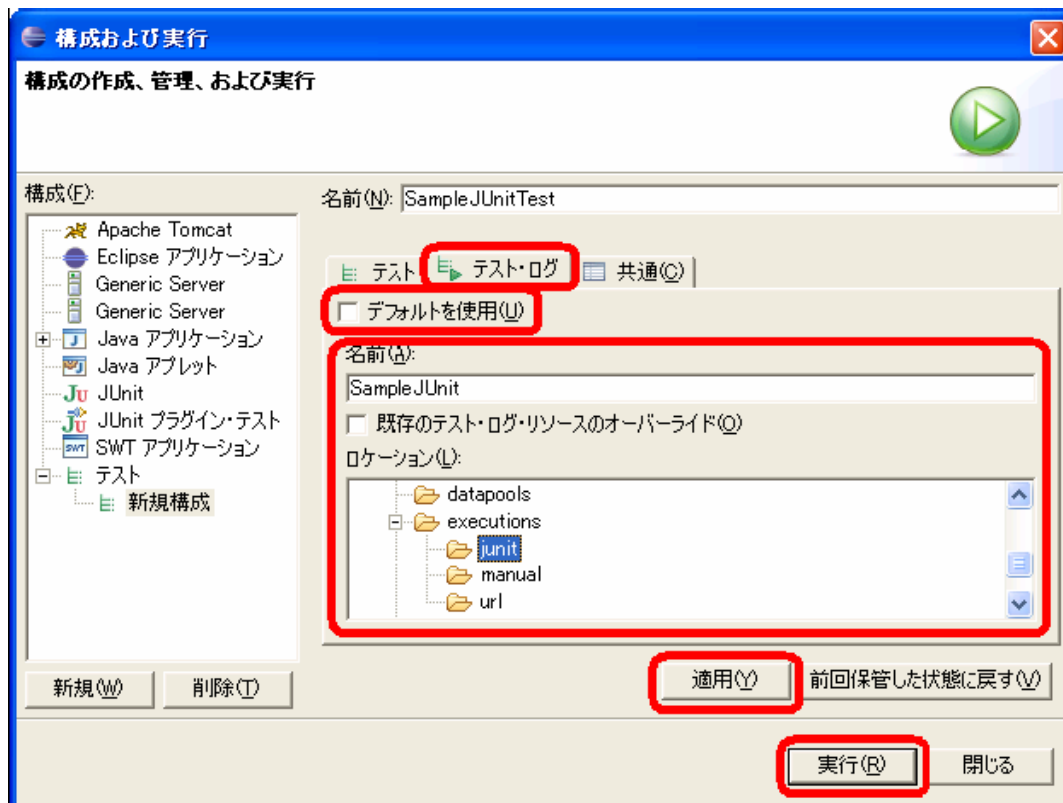 構成および実行
構成の作成、管理、および実行
構成(F):
Apache Tomcat
Eclipse アプリケーション
Generic Server
Generic Server
Java アプリケーション
Java アプレット
JUnit
JUnit プラグイン・テスト
SWT アプリケーション
テスト
新規構成
新規(W)
削除(T)
名前(N): SampleJUnitTest
テスト
テスト・ログ
共通(C)
デフォルトを使用(U)
名前(A):
SampleJUnit
既存のテスト・ログ・リソースのオーバーライド(O)
ロケーション(L):
datapools
executions
junit
manual
url
適用(Y)
前回保管した状態に戻す(V)
実行(R)
閉じる